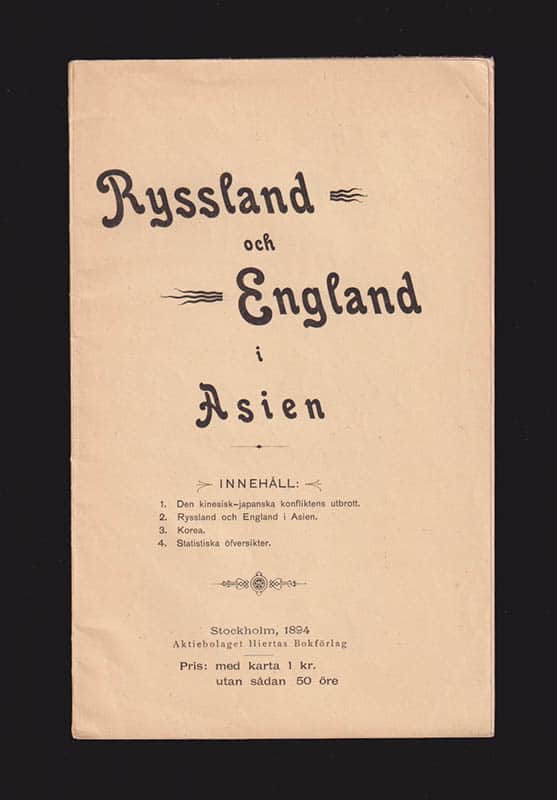 Ryssland
och
England
i
Asien
INNEHÅLL:
1. Den kinesisk-japanska konfliktens utbrott.
2. Ryssland och England i Asien.
3. Korea.
4. Statistiska öfversikter.
Stockholm, 1894
Aktiebolaget Hiertas Bokförlag
Pris: med karta 1 kr.
utan sådan 50 öre